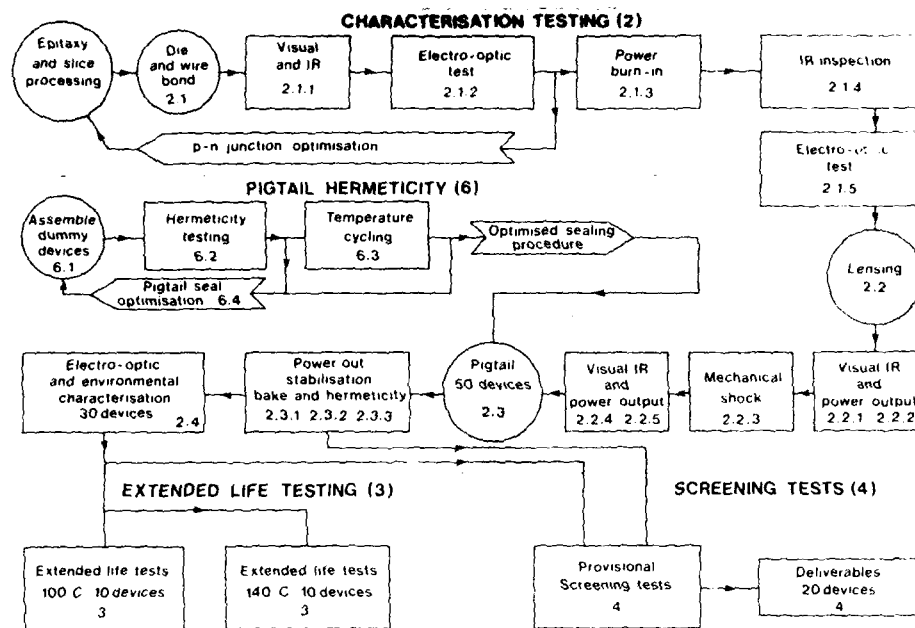 CHARACTERISATION TESTING (2)
Epitaxy
and slice
processing
Die
and wire
bond
2.1
Visual
and IR
2.1.1
Electro-optic
test
2.1.2
Power
burn-in
2.1.3
IR inspection
2.1.4
p-n junction optimisation
Electro-
test
2.1.5
PIGTAIL HERMETICITY (6)
Assemble
dummy
devices
6.1
Hermeticity
testing
6.2
Temperature
cycling
6.3
Optimised sealing
procedure
Pigtail seal
optimisation 6.4
Lensing
2.2
Electro-optic
and environmental
characterisation
30 devices
2.4
Power out
stabilisation
bake and hermeticity
2.3.1 2.3.2 2.3.3
Pigtail
50 devices
2.3
Visual IR
and
power output
2.2.4 2.2.5
Mechanical
shock
2.2.3
Visual IR
and
power output
2.2.1 2.2.2
EXTENDED LIFE TESTING (3)
SCREENING TESTS (4)
Extended life tests
100 C 10 devices
3
Extended life tests
140 C 10 devices
3
Provisional
Screening tests
4
Deliverables
20 devices
4